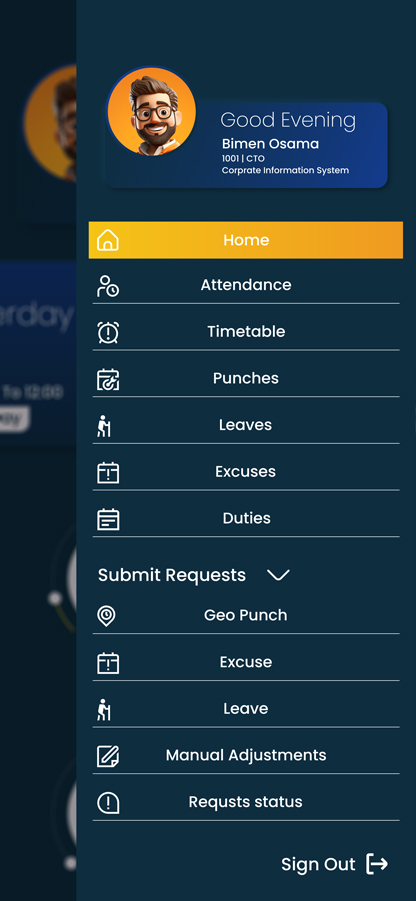 Good Evening
Bimen Osama
1001 | CTO
Corprate Information System
Home
erday
Attendance
Timetable
Punches
To 12:00
Leaves
Excuses
Duties
Submit Requests
Geo Punch
Excuse
Leave
Manual Adjustments
Requsts status
Sign Out